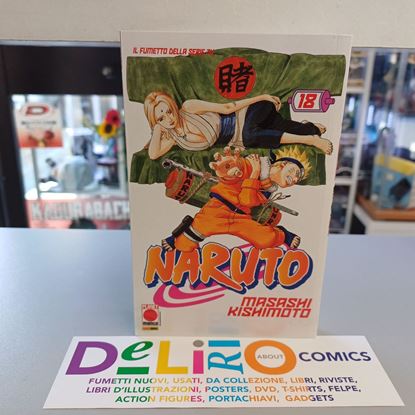 IL FUMETTO DELLA SERIE TV
賭
18
NARUTO
MASASHI
KISHIMOTO
PLANET
MANGA
DeLiRiO ABOUT COMICS
FUMETTI NUOVI, USATI, DA COLLEZIONE, LIBRI, RIVISTE,
LIBRI D'ILLUSTRAZIONI, POSTERS, DVD, T-SHIRTS, FELPE,
ACTION FIGURES, PORTACHIAVI, GADGETS